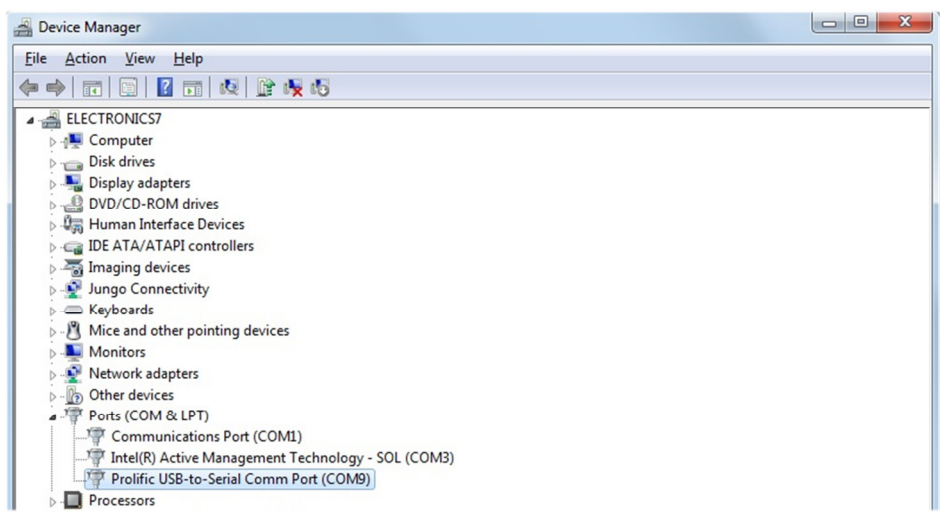 Device Manager
File Action View Help
ELECTRONICS7
Computer
Disk drives
Display adapters
DVD/CD-ROM drives
Human Interface Devices
IDE ATA/ATAPI controllers
Imaging devices
Jungo Connectivity
Keyboards
Mice and other pointing devices
Monitors
Network adapters
Other devices
Ports (COM & LPT)
Communications Port (COM1)
Intel(R) Active Management Technology - SOL (COM3)
Prolific USB-to-Serial Comm Port (COM9)
Processors